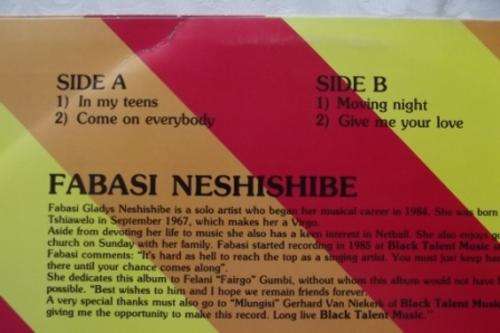 SIDE A
1) In my teens
2) Come on everybody
SIDE B
1) Moving night
2) Give me your love
FABASI NESHISHIBE
Fabasi Gladys Neshishibe is a solo artist who began her musical career in 1984. She was born
Tshiawelo in September 1967, which makes her a Virgo.
Aside from devoting her life to music she also has a keen interest in Netball. She also enjoys
church on Sunday with her family. Fabasi started recording in 1985 at Black Talent Music
Fabasi comments: "It's hard as hell to reach the top as a singing artist. You must just keep
there until your chance comes along".
She dedicates this album to Felani "Fairgo" Gumbi, without whom this album would not have
possible. "Best wishes to him and I hope we remain friends forever
A very special thanks must also go to "Mlungisi" Gerhard Van Niekerk of Black Talent Music
giving me the opportunity to make this record. Long live Black Talent Music."